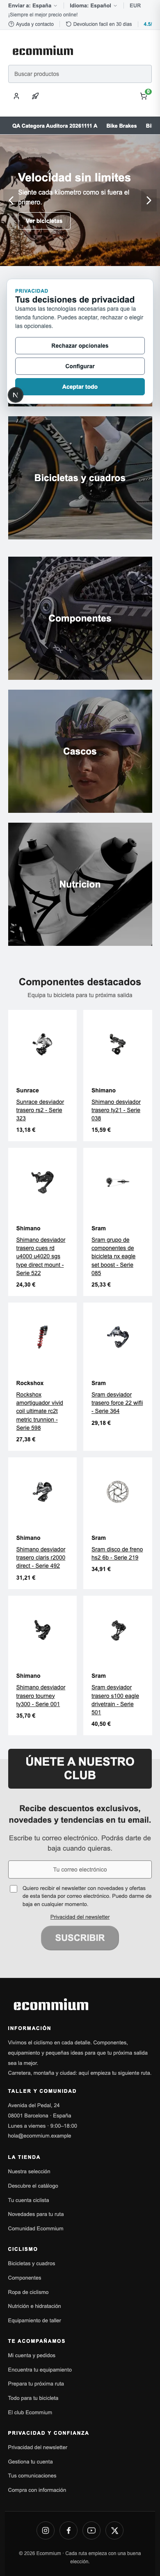 Enviar a: España
Idioma: Español
EUR
¡Siempre el mejor precio online!
Ayuda y contacto
Devolucion facil en 30 dias
ecommium
Buscar productos
0
QA Categora Auditora 20261111 A
Bike Brakes
Velocidad sin limites
Siente cada kilometro como si fuera el
primero.
Ver bicicletas
PRIVACIDAD
Tus decisiones de privacidad
Usamos las tecnologías necesarias para que la
tienda funcione. Puedes aceptar, rechazar o elegir
las opcionales.
Rechazar opcionales
Configurar
Aceptar todo
N
Bicicletas y cuadros
Componentes
Cascos
Nutricion
Componentes destacados
Equipa tu bicicleta para tu próxima salida
Sunrace
Sunrace desviador
trasero rs2 - Serie
323
13,18 €
Shimano
Shimano desviador
trasero ty21 - Serie
038
15,59 €
Shimano
Shimano desviador
trasero cues rd
u4000 u4020 sgs
type direct mount -
Serie 522
24,30 €
Sram
Sram grupo de
componentes de
bicicleta nx eagle
set boost - Serie
085
25,33 €
Rockshox
Rockshox
amortiguador vivid
coil ultimate rc2t
metric trunnion -
Serie 598
27,38 €
Sram
Sram desviador
trasero force 22 wifli
- Serie 364
29,18 €
Shimano
Shimano desviador
trasero claris r2000
direct - Serie 492
31,21 €
Sram
Sram disco de freno
hs2 6b - Serie 219
34,91 €
Shimano
Shimano desviador
trasero tourney
ty300 - Serie 001
35,70 €
Sram
Sram desviador
trasero s100 eagle
drivetrain - Serie
501
40,50 €
ÚNETE A NUESTRO
CLUB
Recibe descuentos exclusivos,
novedades y tendencias en tu email.
Escribe tu correo electrónico. Podrás darte de
baja cuando quieras.
Tu correo electrónico
Quiero recibir el newsletter con novedades y ofertas
de esta tienda por correo electrónico. Puedo darme de
baja en cualquier momento.
Privacidad del newsletter
SUSCRIBIR
ecommium
INFORMACIÓN
Vivimos el ciclismo en cada detalle. Componentes,
equipamiento y pequeñas ideas para que tu próxima salida
sea la mejor.
Carretera, montaña y ciudad: aquí empieza tu siguiente ruta.
TALLER Y COMUNIDAD
Avenida del Pedal, 24
08001 Barcelona · España
Lunes a viernes · 9:00–18:00
hola@ecommium.example
LA TIENDA
Nuestra selección
Descubre el catálogo
Tu cuenta ciclista
Novedades para tu ruta
Comunidad Ecommium
CICLISMO
Bicicletas y cuadros
Componentes
Ropa de ciclismo
Nutrición e hidratación
Equipamiento de taller
TE ACOMPAÑAMOS
Mi cuenta y pedidos
Encuentra tu equipamiento
Prepara tu próxima ruta
Todo para tu bicicleta
El club Ecommium
PRIVACIDAD Y CONFIANZA
Privacidad del newsletter
Gestiona tu cuenta
Tus comunicaciones
Compra con información
© 2026 Ecommium · Cada ruta empieza con una buena
elección.